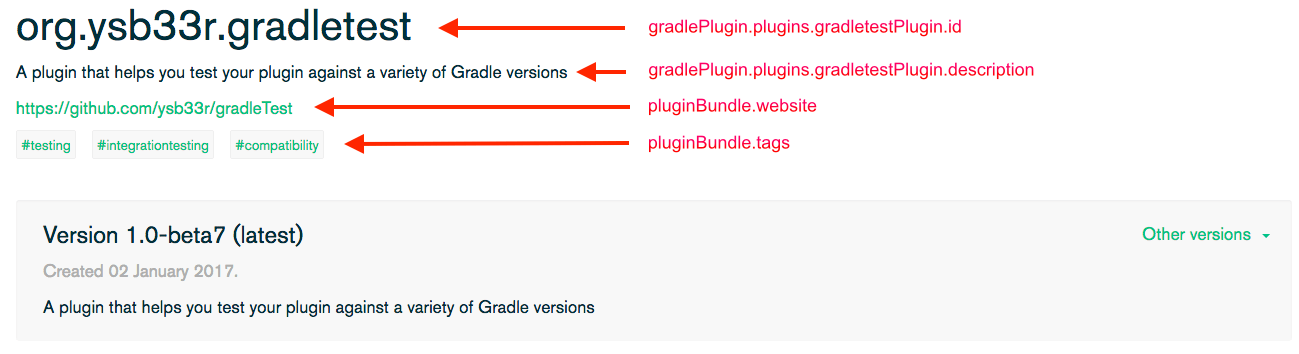 org.ysb33r.gradletest gradlePlugin.plugins.gradletestPlugin.id
A plugin that helps you test your plugin against a variety of Gradle versions gradlePlugin.plugins.gradletestPlugin.description
https://github.com/ysb33r/gradleTest pluginBundle.website
#testing #integrationtesting #compatibility pluginBundle.tags
Version 1.0-beta7 (latest) Other versions
Created 02 January 2017.
A plugin that helps you test your plugin against a variety of Gradle versions